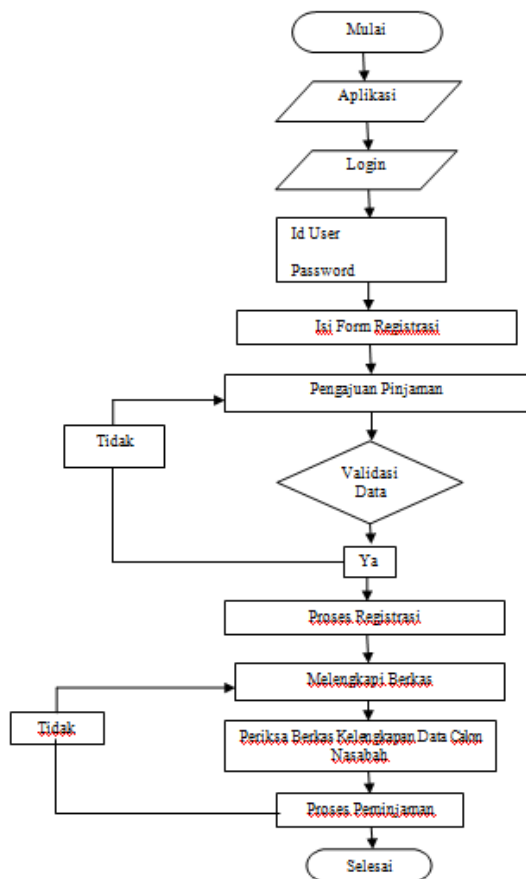 Mulai
Aplikasi
Login
Id User
Password
Isi Form Registrasi
Pengajuan Pinjaman
Tidak
Validasi
Data
Ya
Proses Registrasi
Melengkapi Berkas
Tidak
Periksa Berkas Kelengkapan Data Calon
Nasabah
Proses Peminjaman
Selesai